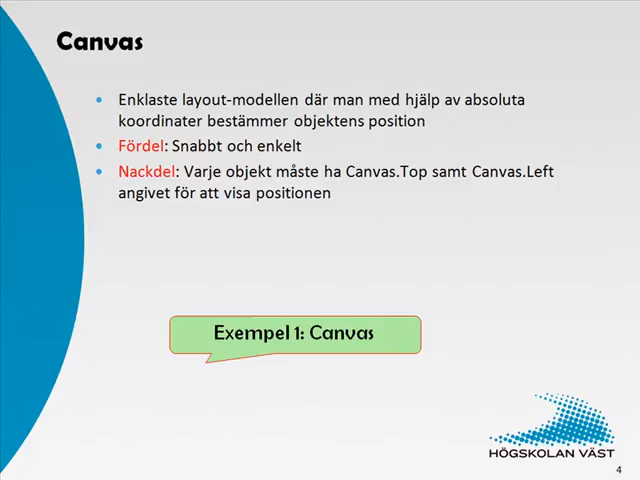 Canvas
• Enklaste layout-modellen där man med hjälp av absoluta
koordinater bestämmer objektens position
• Fördel: Snabbt och enkelt
• Nackdel: Varje objekt måste ha Canvas.Top samt Canvas.Left
angivet för att visa positionen
Exempel 1: Canvas
HÖGSKOLAN VÄST
4